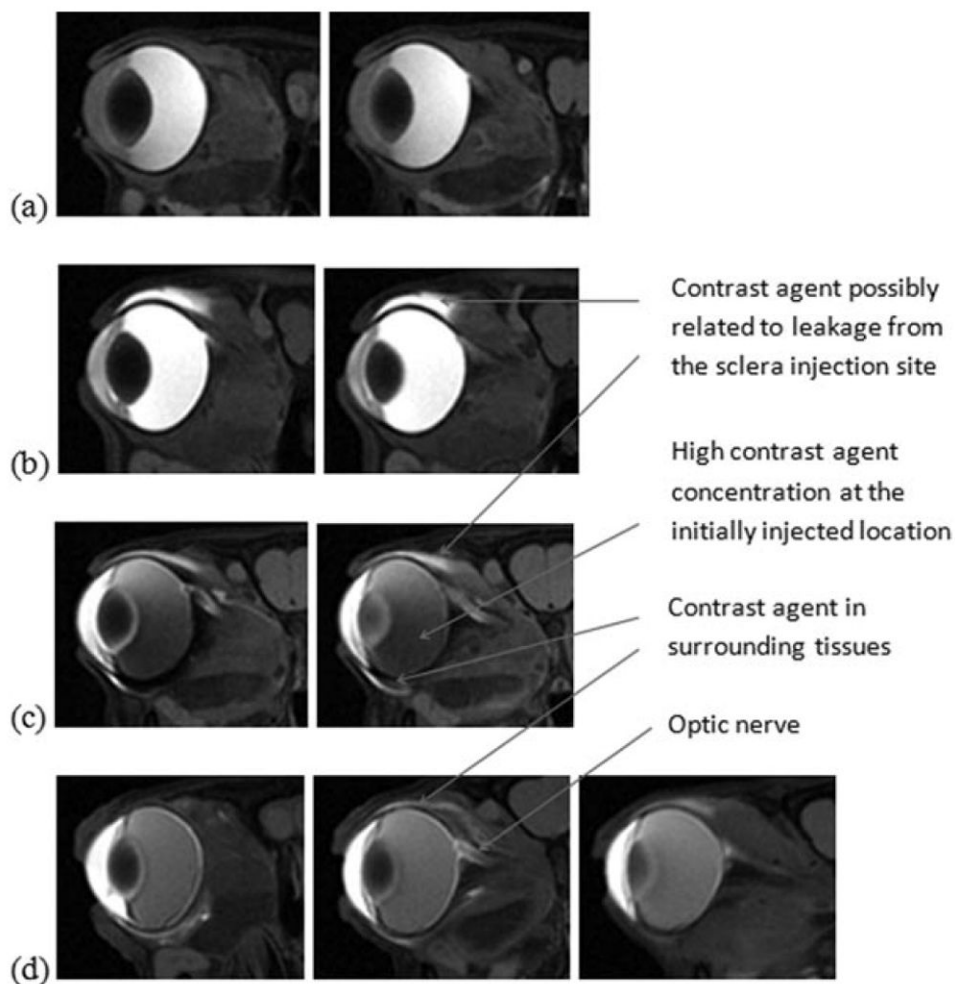 (a)
(b)
Contrast agent possibly
related to leakage from
the sclera injection site
High contrast agent
concentration at the
initially injected location
(c)
Contrast agent in
surrounding tissues
Optic nerve
(d)